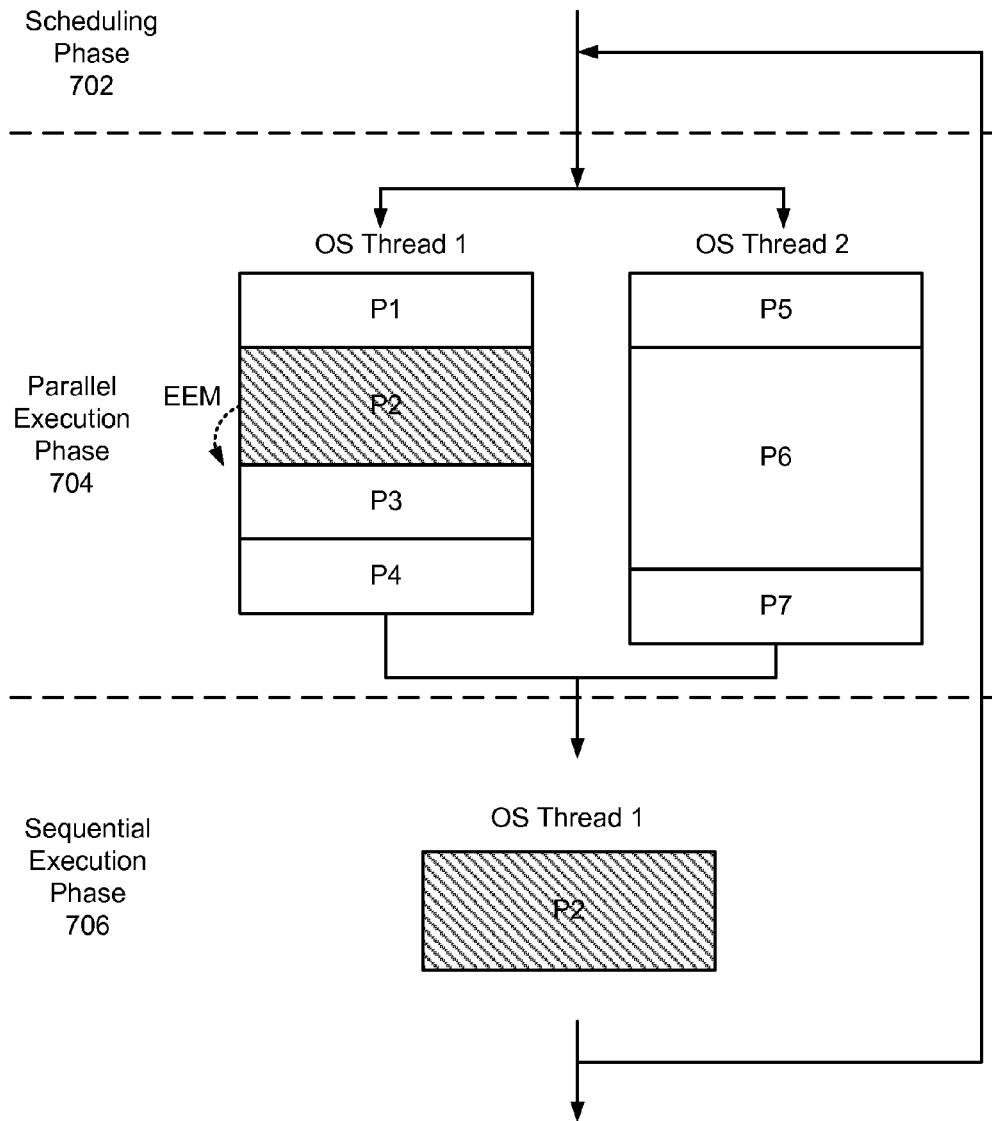 Scheduling
Phase
702
OS Thread 1
OS Thread 2
P1
P5
Parallel
Execution
Phase
704
EEM
P2
P6
P3
P4
P7
OS Thread 1
Sequential
Execution
Phase
706
P2